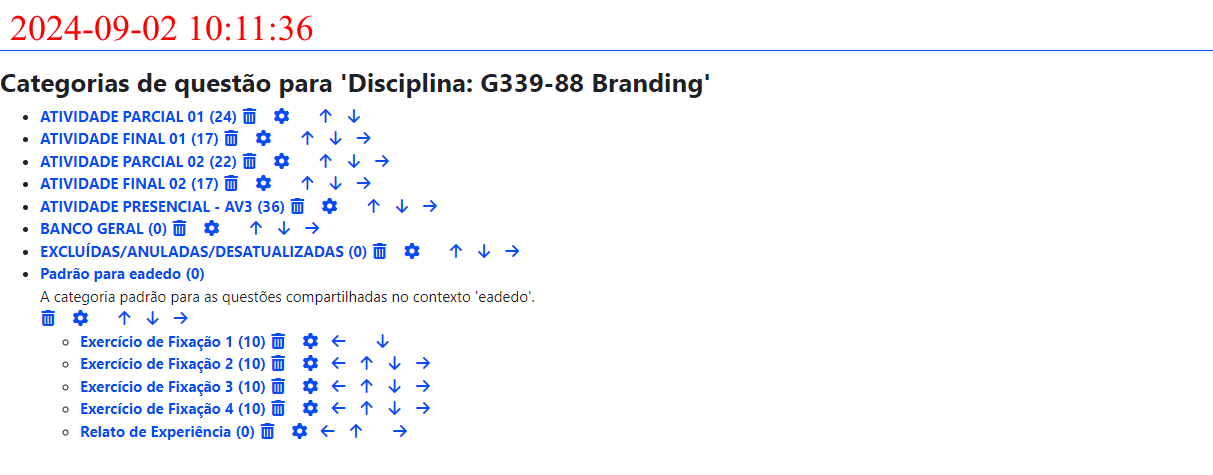 2024-09-02 10:11:36
Categorias de questão para 'Disciplina: G339-88 Branding'
ATIVIDADE PARCIAL 01 (24)
ATIVIDADE FINAL 01 (17)
ATIVIDADE PARCIAL 02 (22)
ATIVIDADE FINAL 02 (17)
ATIVIDADE PRESENCIAL - AV3 (36)
BANCO GERAL (0)
EXCLUÍDAS/ANULADAS/DESATUALIZADAS (0)
Padrão para eadedo (0)
A categoria padrão para as questões compartilhadas no contexto 'eadedo'.
Exercício de Fixação 1 (10)
Exercício de Fixação 2 (10)
Exercício de Fixação 3 (10)
Exercício de Fixação 4 (10)
Relato de Experiência (0)